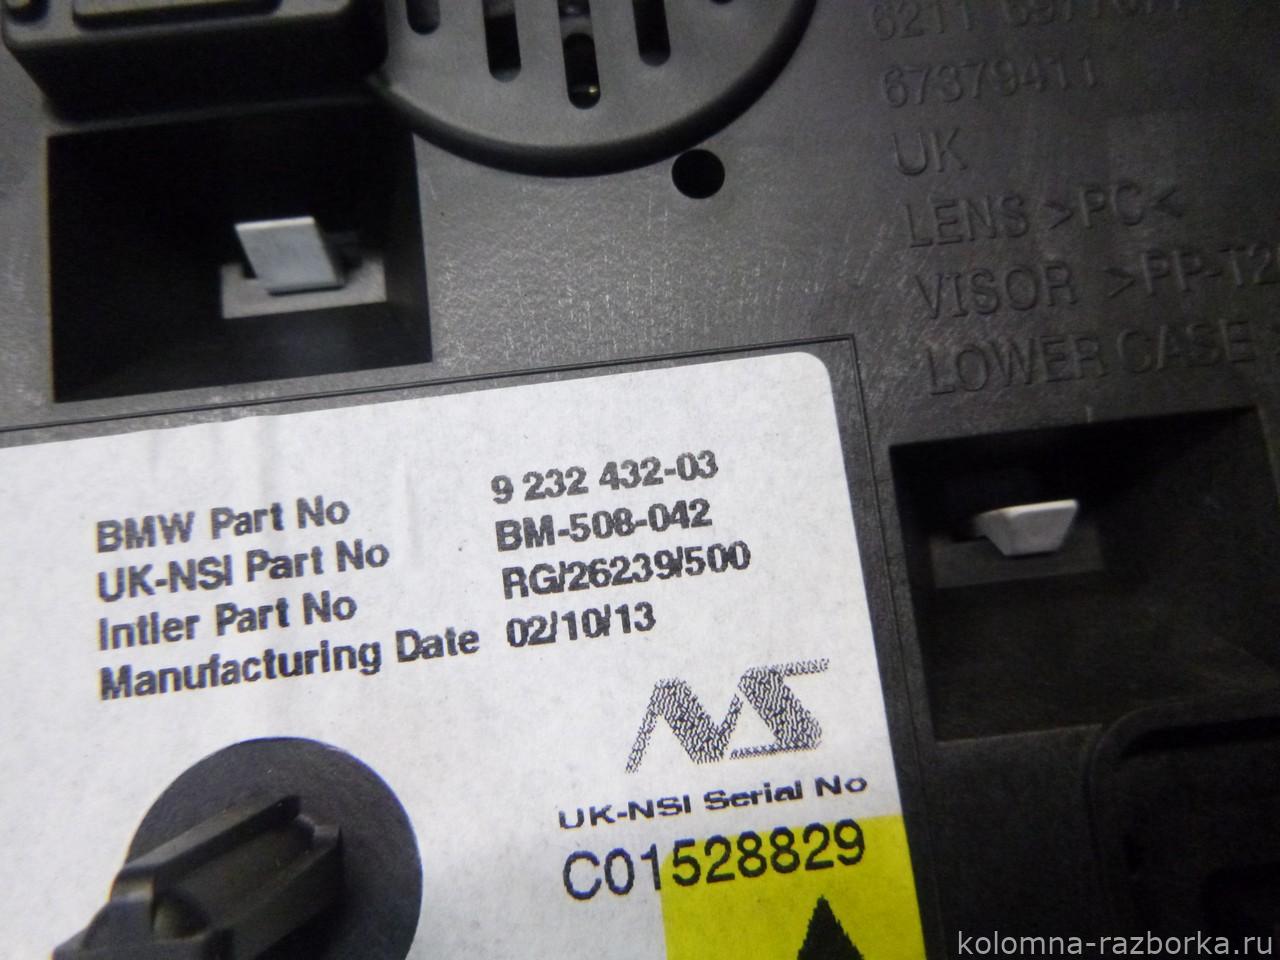 67379411
UK
LENS >PC<
VISOR >PP-T2
LOWER CASE
BMW Part No 9 232 432-03
UK-NSI Part No BM-508-042
Intier Part No RG/26239/500
Manufacturing Date 02/10/13
NS
UK-NSI Serial No
C01528829
kolomna-razborka.ru